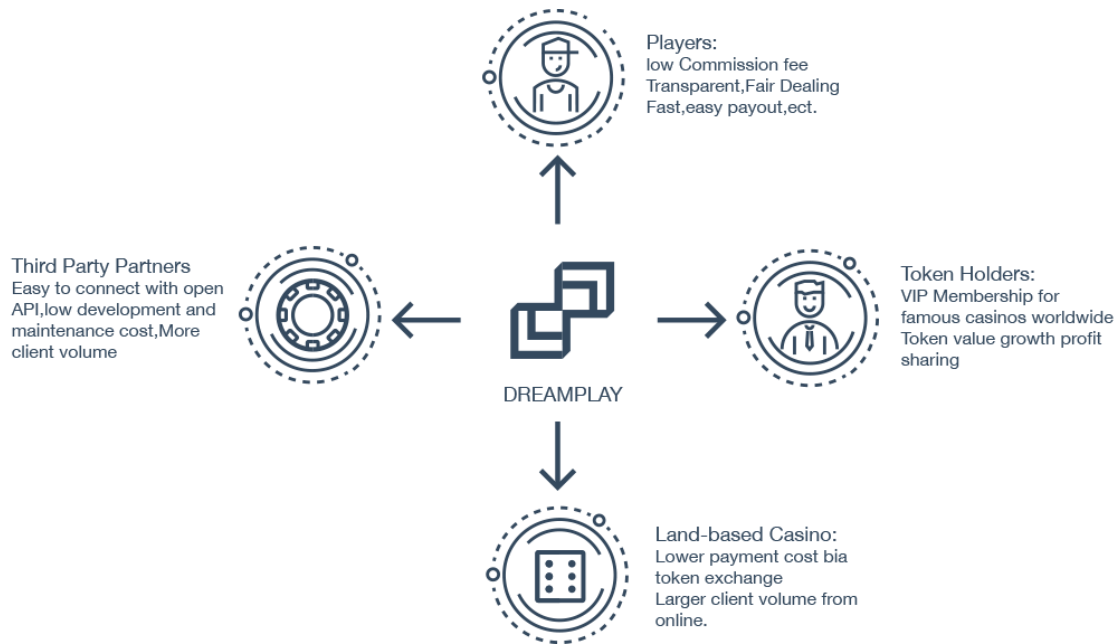 Players:
low Commission fee
Transparent,Fair Dealing
Fast,easy payout,ect.
Third Party Partners
Easy to connect with open
API,low development and
maintenance cost,More
client volume
DREAMPLAY
Token Holders:
VIP Membership for
famous casinos worldwide
Token value growth profit
sharing
Land-based Casino:
Lower payment cost bia
token exchange
Larger client volume from
online.